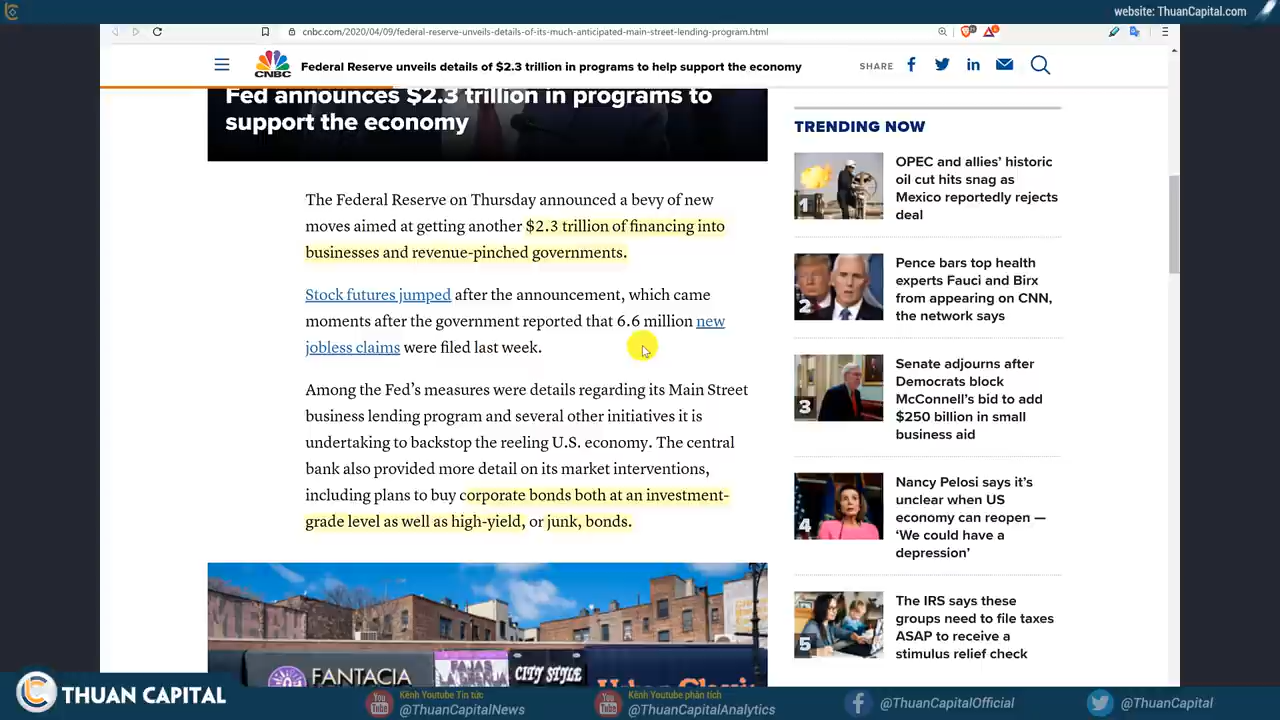 website: ThuanCapital.com
cnbc.com/2020/04/09/federal-reserve-unveils-details-of-its-much-anticipated-main-street-lending-program.html
CNBC
Federal Reserve unveils details of $2.3 trillion in programs to help support the economy
SHARE
Fed announces $2.3 trillion in programs to
support the economy
The Federal Reserve on Thursday announced a bevy of new
moves aimed at getting another $2.3 trillion of financing into
businesses and revenue-pinched governments.
Stock futures jumped after the announcement, which came
moments after the government reported that 6.6 million new
jobless claims were filed last week.
Among the Fed’s measures were details regarding its Main Street
business lending program and several other initiatives it is
undertaking to backstop the reeling U.S. economy. The central
bank also provided more detail on its market interventions,
including plans to buy corporate bonds both at an investment-
grade level as well as high-yield, or junk, bonds.
FANTACIA
FAJAS
CITY STYLE
TRENDING NOW
1
OPEC and allies’ historic
oil cut hits snag as
Mexico reportedly rejects
deal
2
Pence bars top health
experts Fauci and Birx
from appearing on CNN,
the network says
3
Senate adjourns after
Democrats block
McConnell’s bid to add
$250 billion in small
business aid
4
Nancy Pelosi says it’s
unclear when US
economy can reopen —
‘We could have a
depression’
5
The IRS says these
groups need to file taxes
ASAP to receive a
stimulus relief check
THUAN CAPITAL
You
Kênh Youtube Tin tức:
@ThuanCapitalNews
You
Kênh Youtube phân tích
@ThuanCapitalAnalytics
@ThuanCapitalOfficial
@ThuanCapital